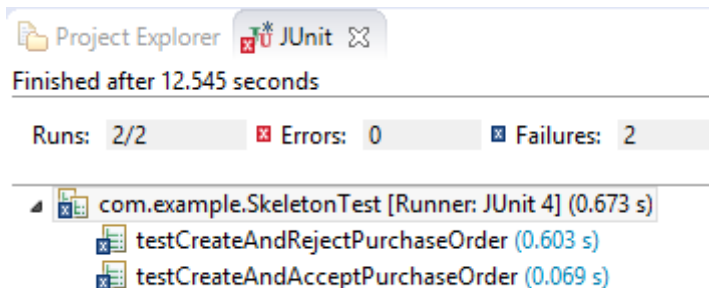 Project Explorer JUnit
Finished after 12.545 seconds
Runs: 2/2 Errors: 0 Failures: 2
com.example.SkeletonTest [Runner: JUnit 4] (0.673 s)
testCreateAndRejectPurchaseOrder (0.603 s)
testCreateAndAcceptPurchaseOrder (0.069 s)